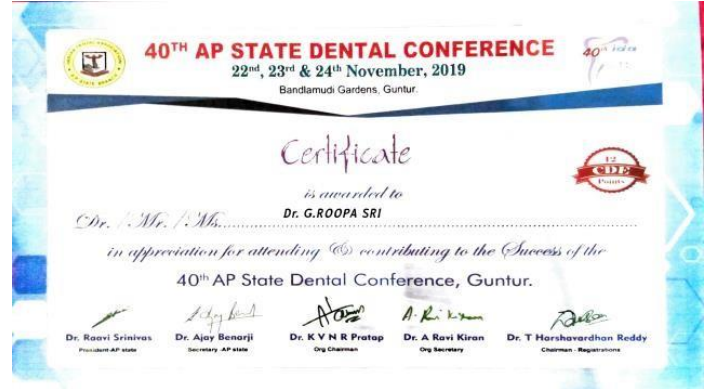 40TH AP STATE DENTAL CONFERENCE
22nd, 23rd & 24th November, 2019
Bandlamudi Gardens, Guntur.
40th
Certificate
12
CDE
Points
is awarded to
Dr. G.ROOPA SRI
Dr. / Mr. / Ms.
in appreciation for attending & contributing to the Success of the
40th AP State Dental Conference, Guntur.
Dr. Raavi Srinivas Dr. Ajay Benarji Dr. K V N R Pratap Dr. A Ravi Kiran Dr. T Harshavardhan Reddy
President-AP state Secretary -AP state Org Chairman Org Secretary Chairman - Registrations